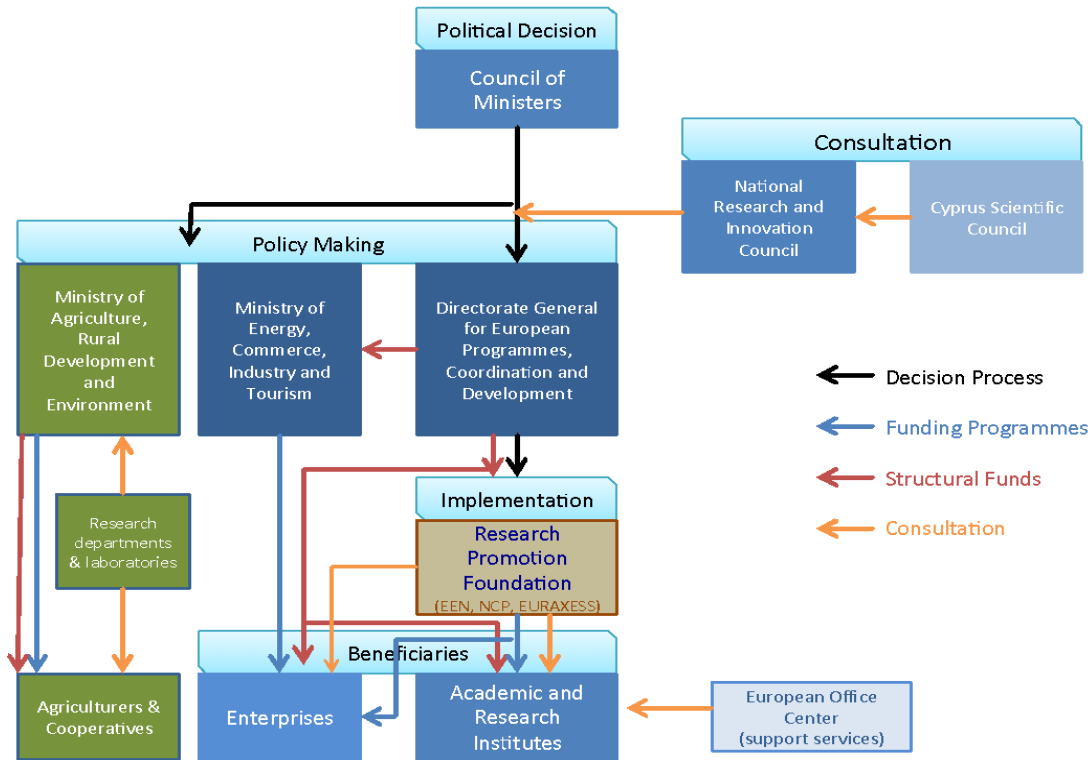 Political Decision
Council of
Ministers
Consultation
National
Research and
Innovation
Council
Cyprus Scientific
Council
Policy Making
Ministry of
Agriculture,
Rural
Development
and
Environment
Ministry of
Energy,
Commerce,
Industry and
Tourism
Directorate General
for European
Programmes,
Coordination and
Development
Decision Process
Funding Programmes
Structural Funds
Consultation
Implementation
Research
Promotion
Foundation
(EEN, NCP, EURAXESS)
Research
departments
& laboratories
Beneficiaries
Agriculturers &
Cooperatives
Enterprises
Academic and
Research
Institutes
European Office
Center
(support services)